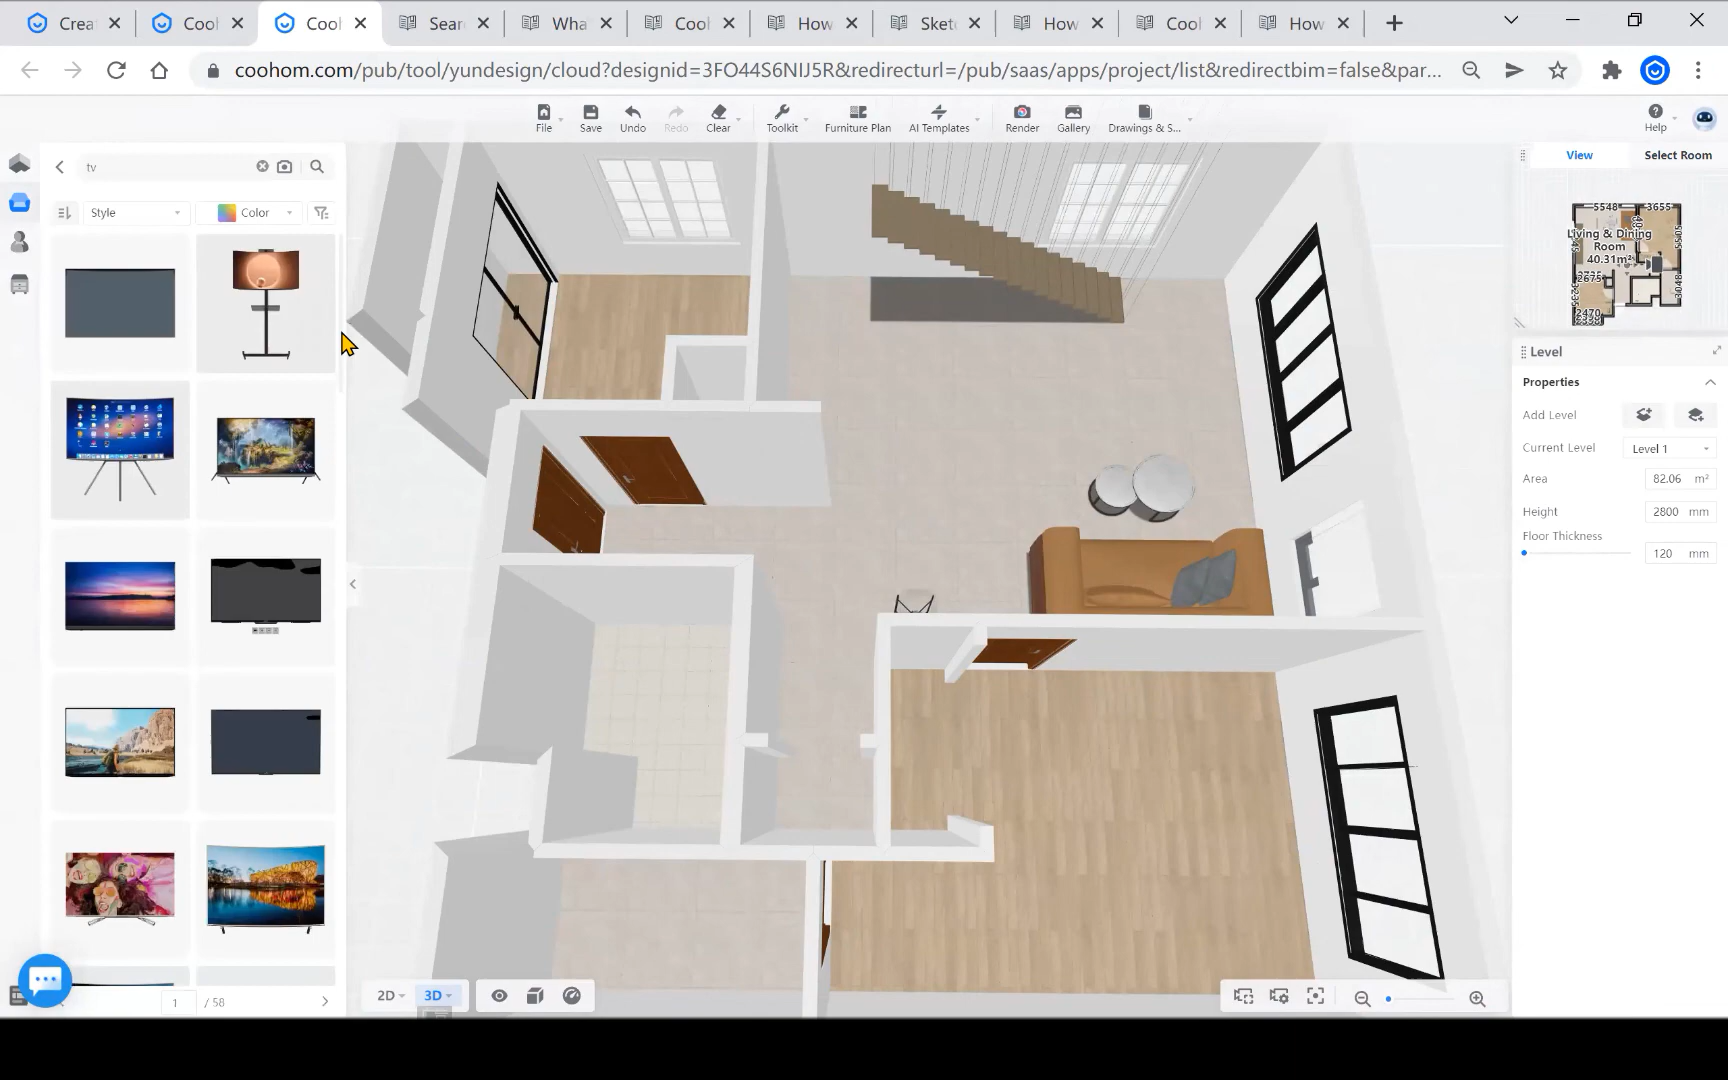 Crea
Cool
Cool
Sear
Wha
Cool
How
Sket
How
Cool
How
coohom.com/pub/tool/yundesign/cloud?designid=3FO44S6NIJ5R&redirecturl=/pub/saas/apps/project/list&redirectbim=false&par...
File
Save
Undo
Redo
Clear
Toolkit
Furniture Plan
AI Templates
Render
Gallery
Drawings & S...
Help
tv
Style
Color
View
Select Room
5548
3655
Living & Dining
Room
40.31m²
2675
3048
2470
Level
Properties
Add Level
Current Level
Level 1
Area
82.06 m²
Height
2800 mm
Floor Thickness
120 mm
1 / 58
2D
3D